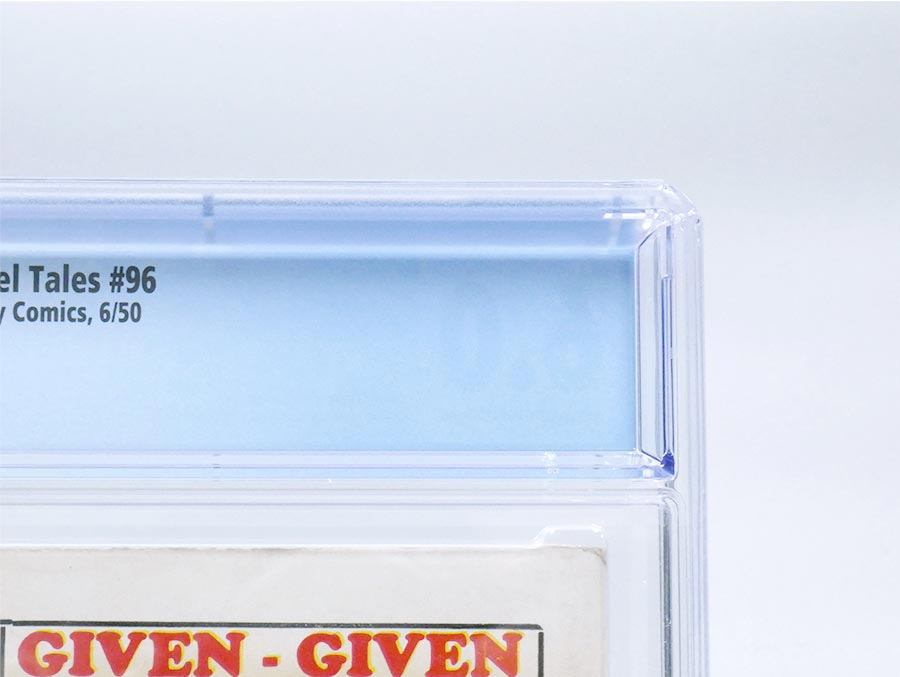 el Tales #96
y Comics, 6/50
GIVEN - GIVEN